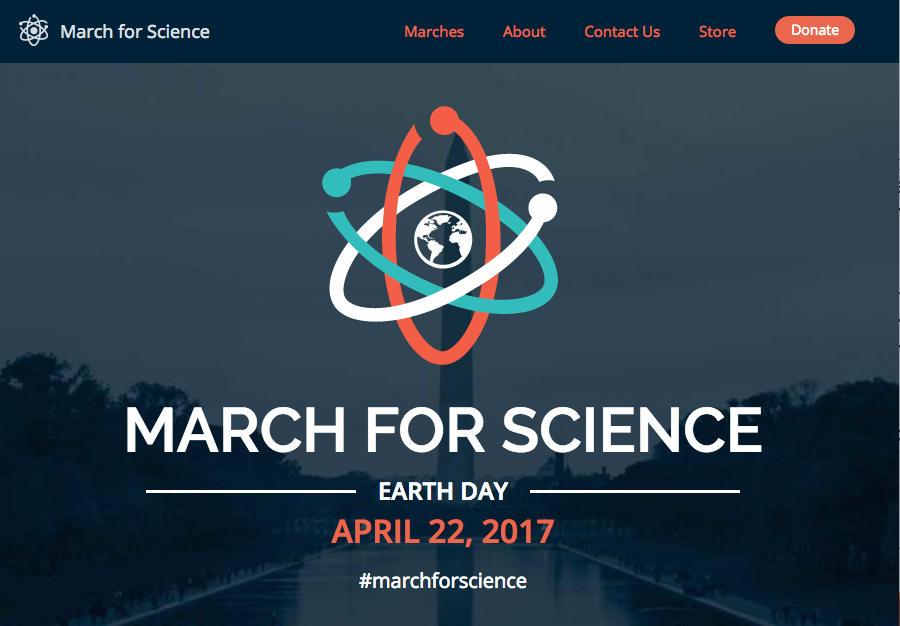 March for Science
Marches About Contact Us Store Donate
MARCH FOR SCIENCE
EARTH DAY
APRIL 22, 2017
#marchforscience